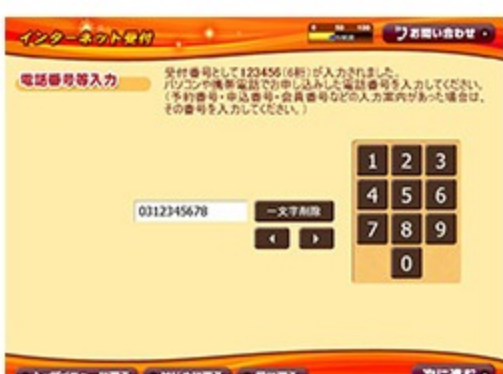 インターネット受付
お問い合わせ
電話番号等入力
受付番号として123456(6桁)が入力されました。
パソコンや携帯電話でお申し込みした電話番号を入力してください。
(予約番号・申込番号・会員番号などの入力案内があった場合は、
その番号を入力してください。)
1 2 3
4 5 6
0312345678 一文字削除
7 8 9
0
次に進む